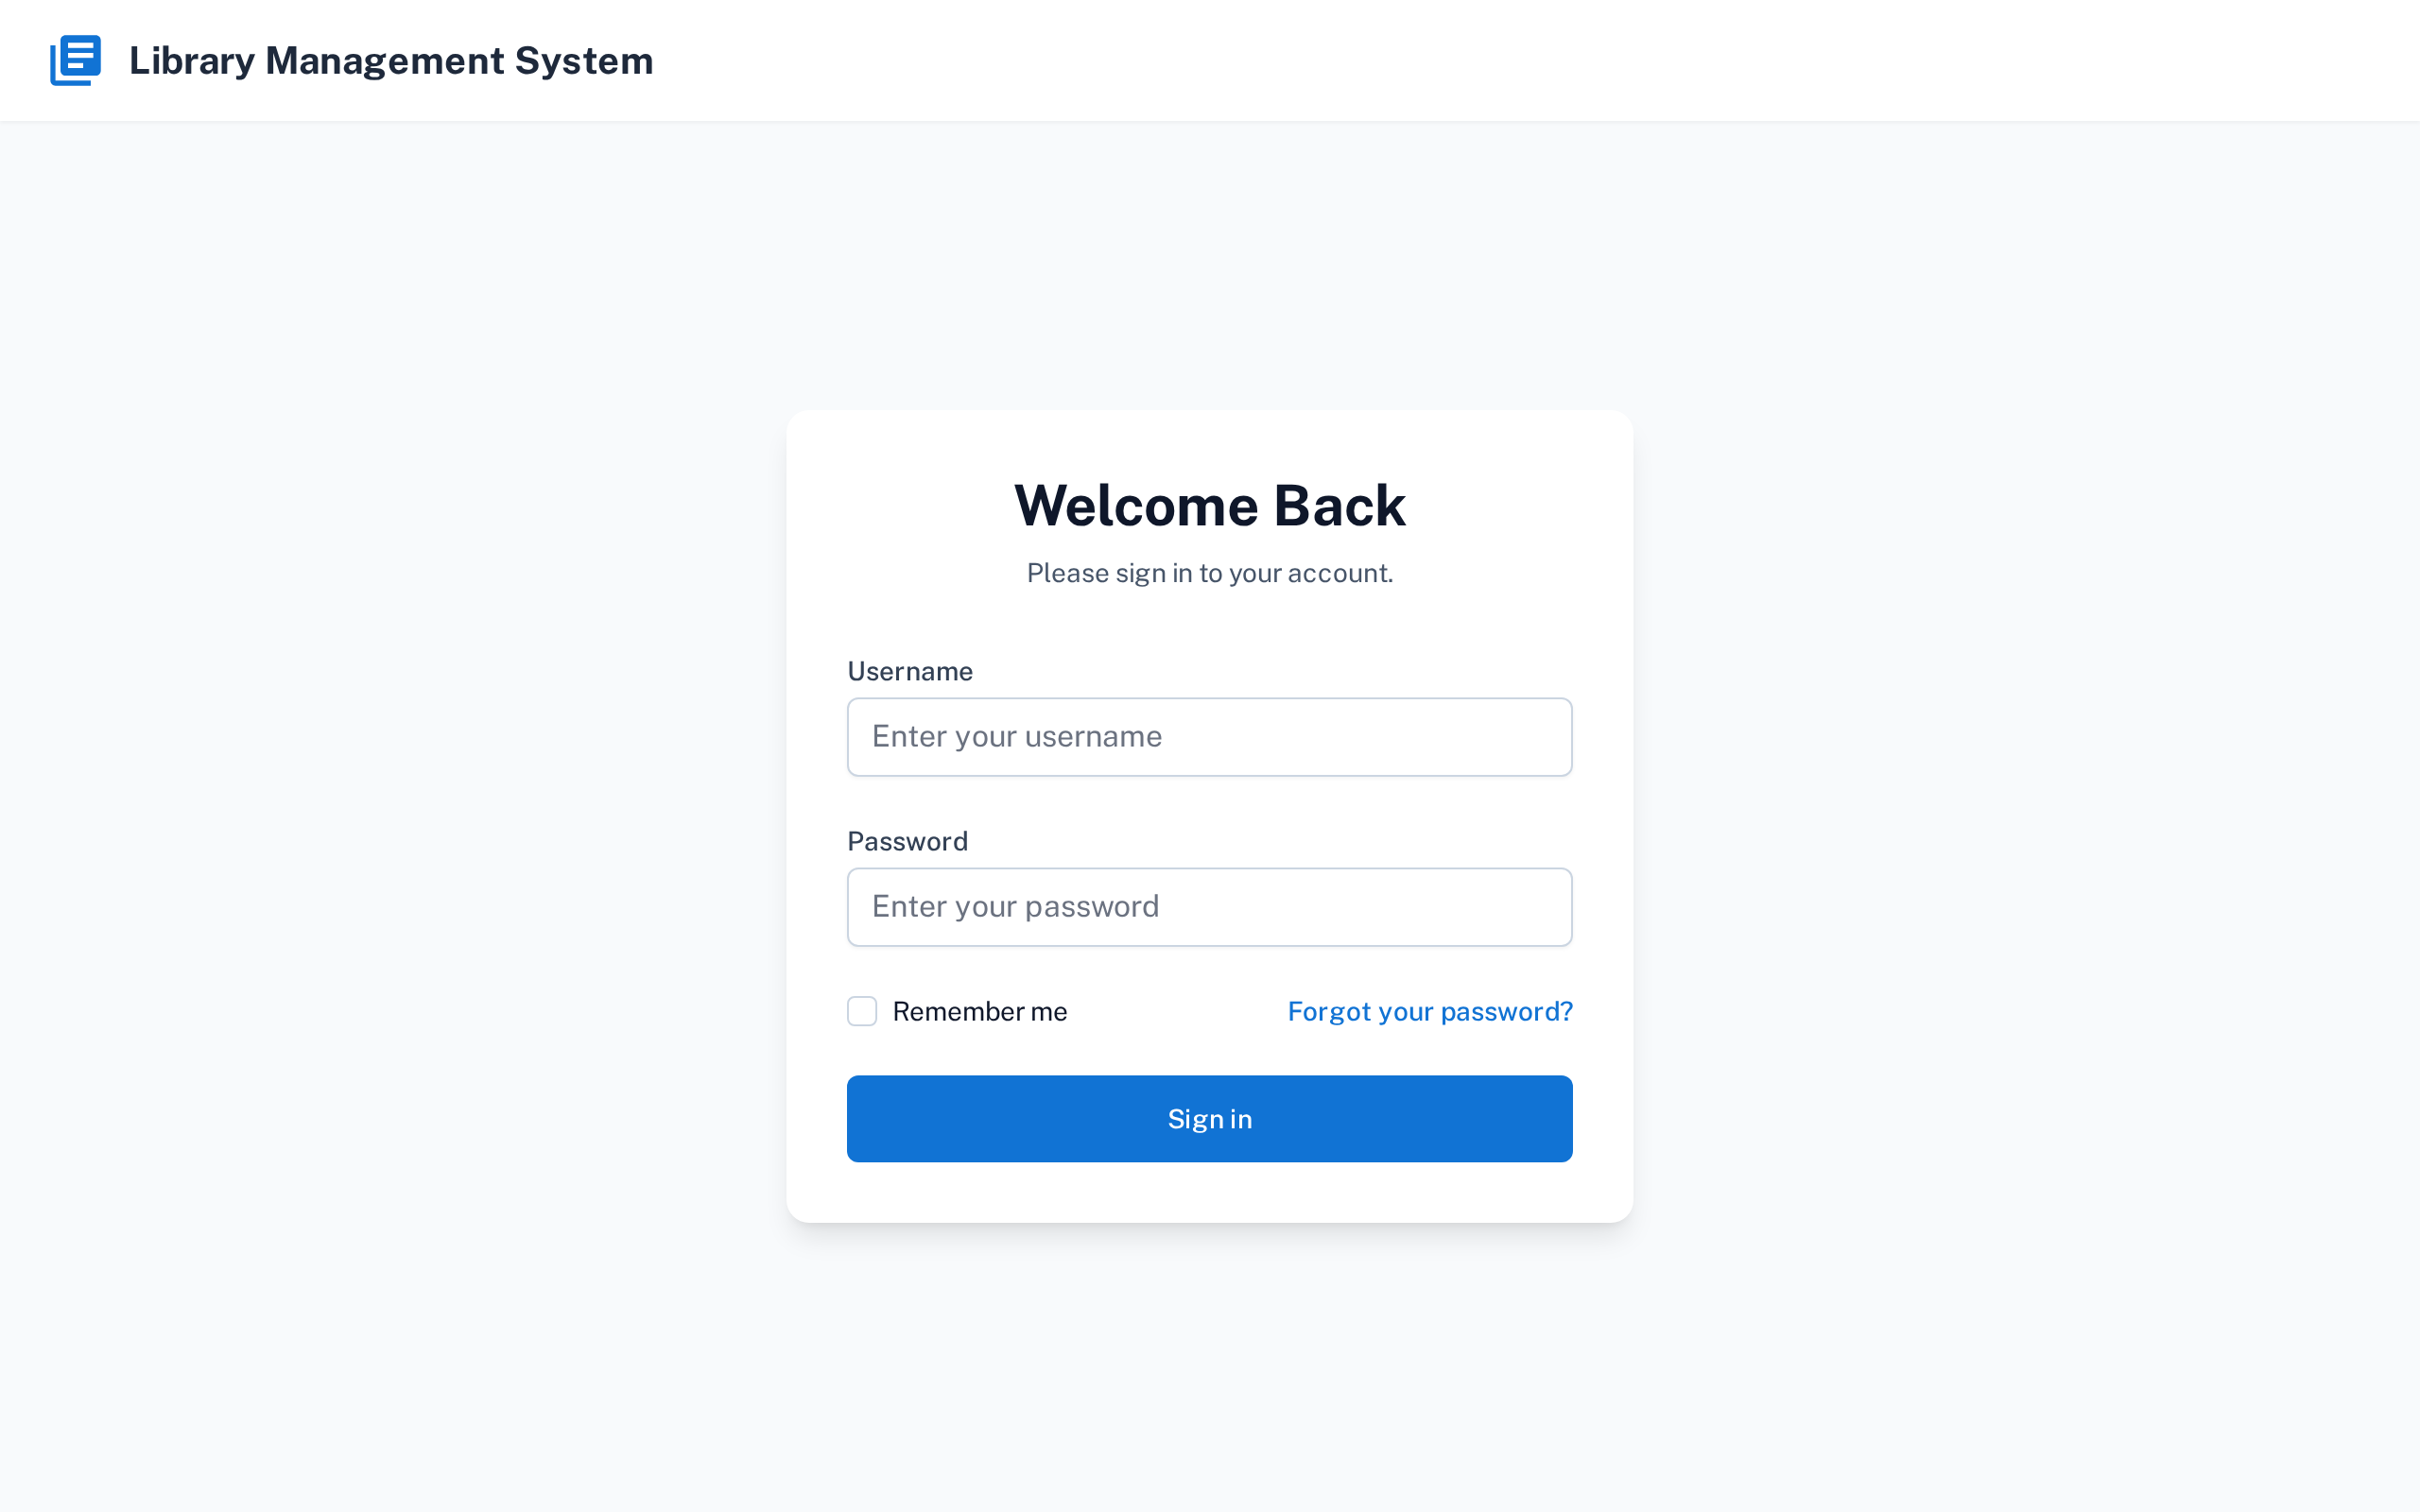 Library Management System
Welcome Back
Please sign in to your account.
Username
Enter your username
Password
Enter your password
Remember me
Forgot your password?
Sign in